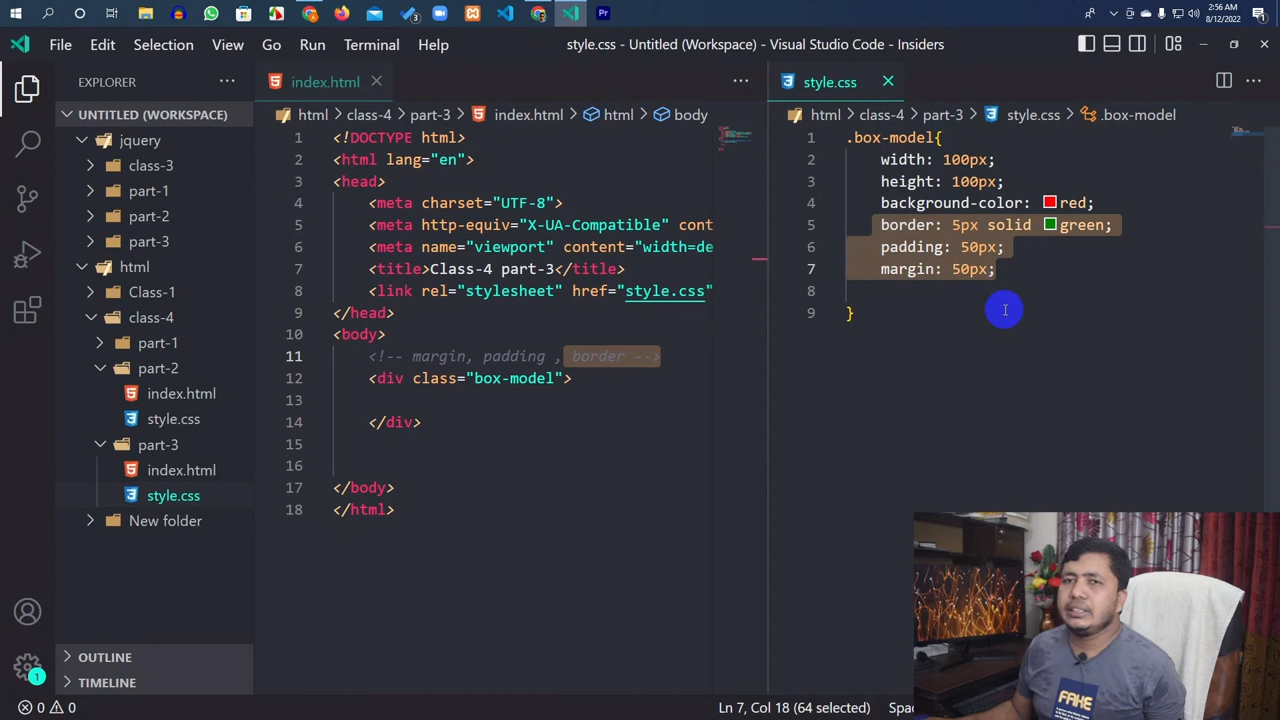 2:56 AM
8/12/2022
3
1
File Edit Selection View Go Run Terminal Help
style.css - Untitled (Workspace) - Visual Studio Code - Insiders
EXPLORER
UNTITLED (WORKSPACE)
jquery
class-3
part-1
part-2
part-3
html
Class-1
class-4
part-1
part-2
index.html
style.css
part-3
index.html
style.css
New folder
OUTLINE
TIMELINE
1
index.html
html > class-4 > part-3 > index.html > html > body
1 <!DOCTYPE html>
2 <html lang="en">
3 <head>
4 <meta charset="UTF-8">
5 <meta http-equiv="X-UA-Compatible" cont
6 <meta name="viewport" content="width=de
7 <title>Class-4 part-3</title>
8 <link rel="stylesheet" href="style.css"
9 </head>
10 <body>
11 <!-- margin, padding , border -->
12 <div class="box-model">
13
14 </div>
15
16
17 </body>
18 </html>
style.css
html > class-4 > part-3 > style.css > .box-model
1 .box-model{
2 width: 100px;
3 height: 100px;
4 background-color: red;
5 border: 5px solid green;
6 padding: 50px;
7 margin: 50px;
8
9 }
0 0
Ln 7, Col 18 (64 selected) Spac
FAKE